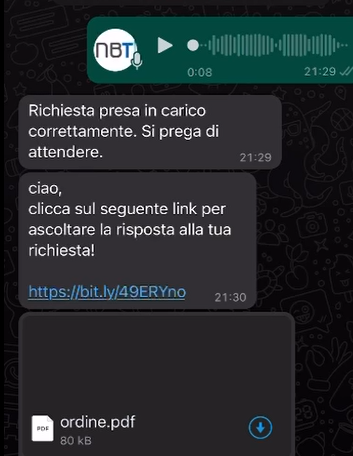 NBT
0:08
21:29
Richiesta presa in carico
correttamente. Si prega di
attendere.
21:29
ciao,
clicca sul seguente link per
ascoltare la risposta alla tua
richiesta!
https://bit.ly/49ERYno
21:30
PDF
ordine.pdf
80 kB